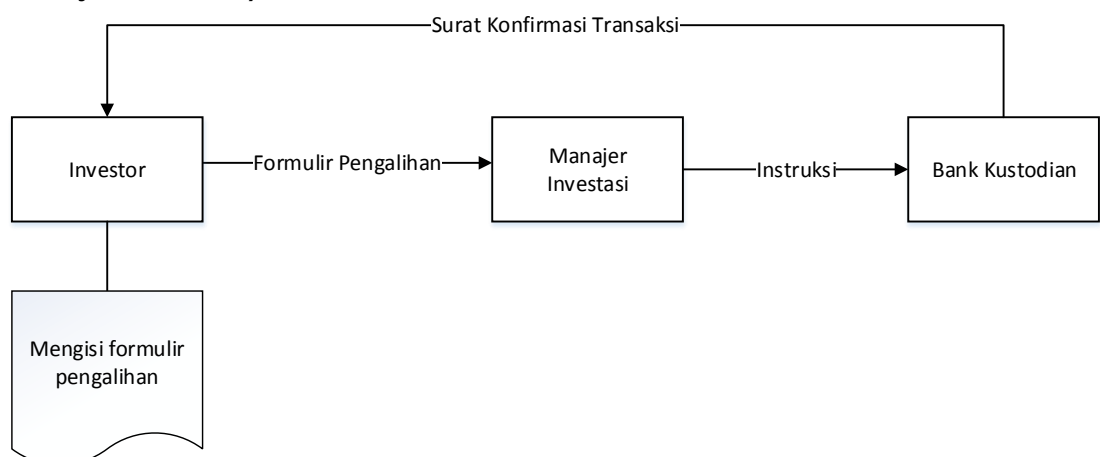 Surat Konfirmasi Transaksi
Investor
Formulir Pengalihan
Manajer
Investasi
Instruksi
Bank Kustodian
Mengisi formulir
pengalihan